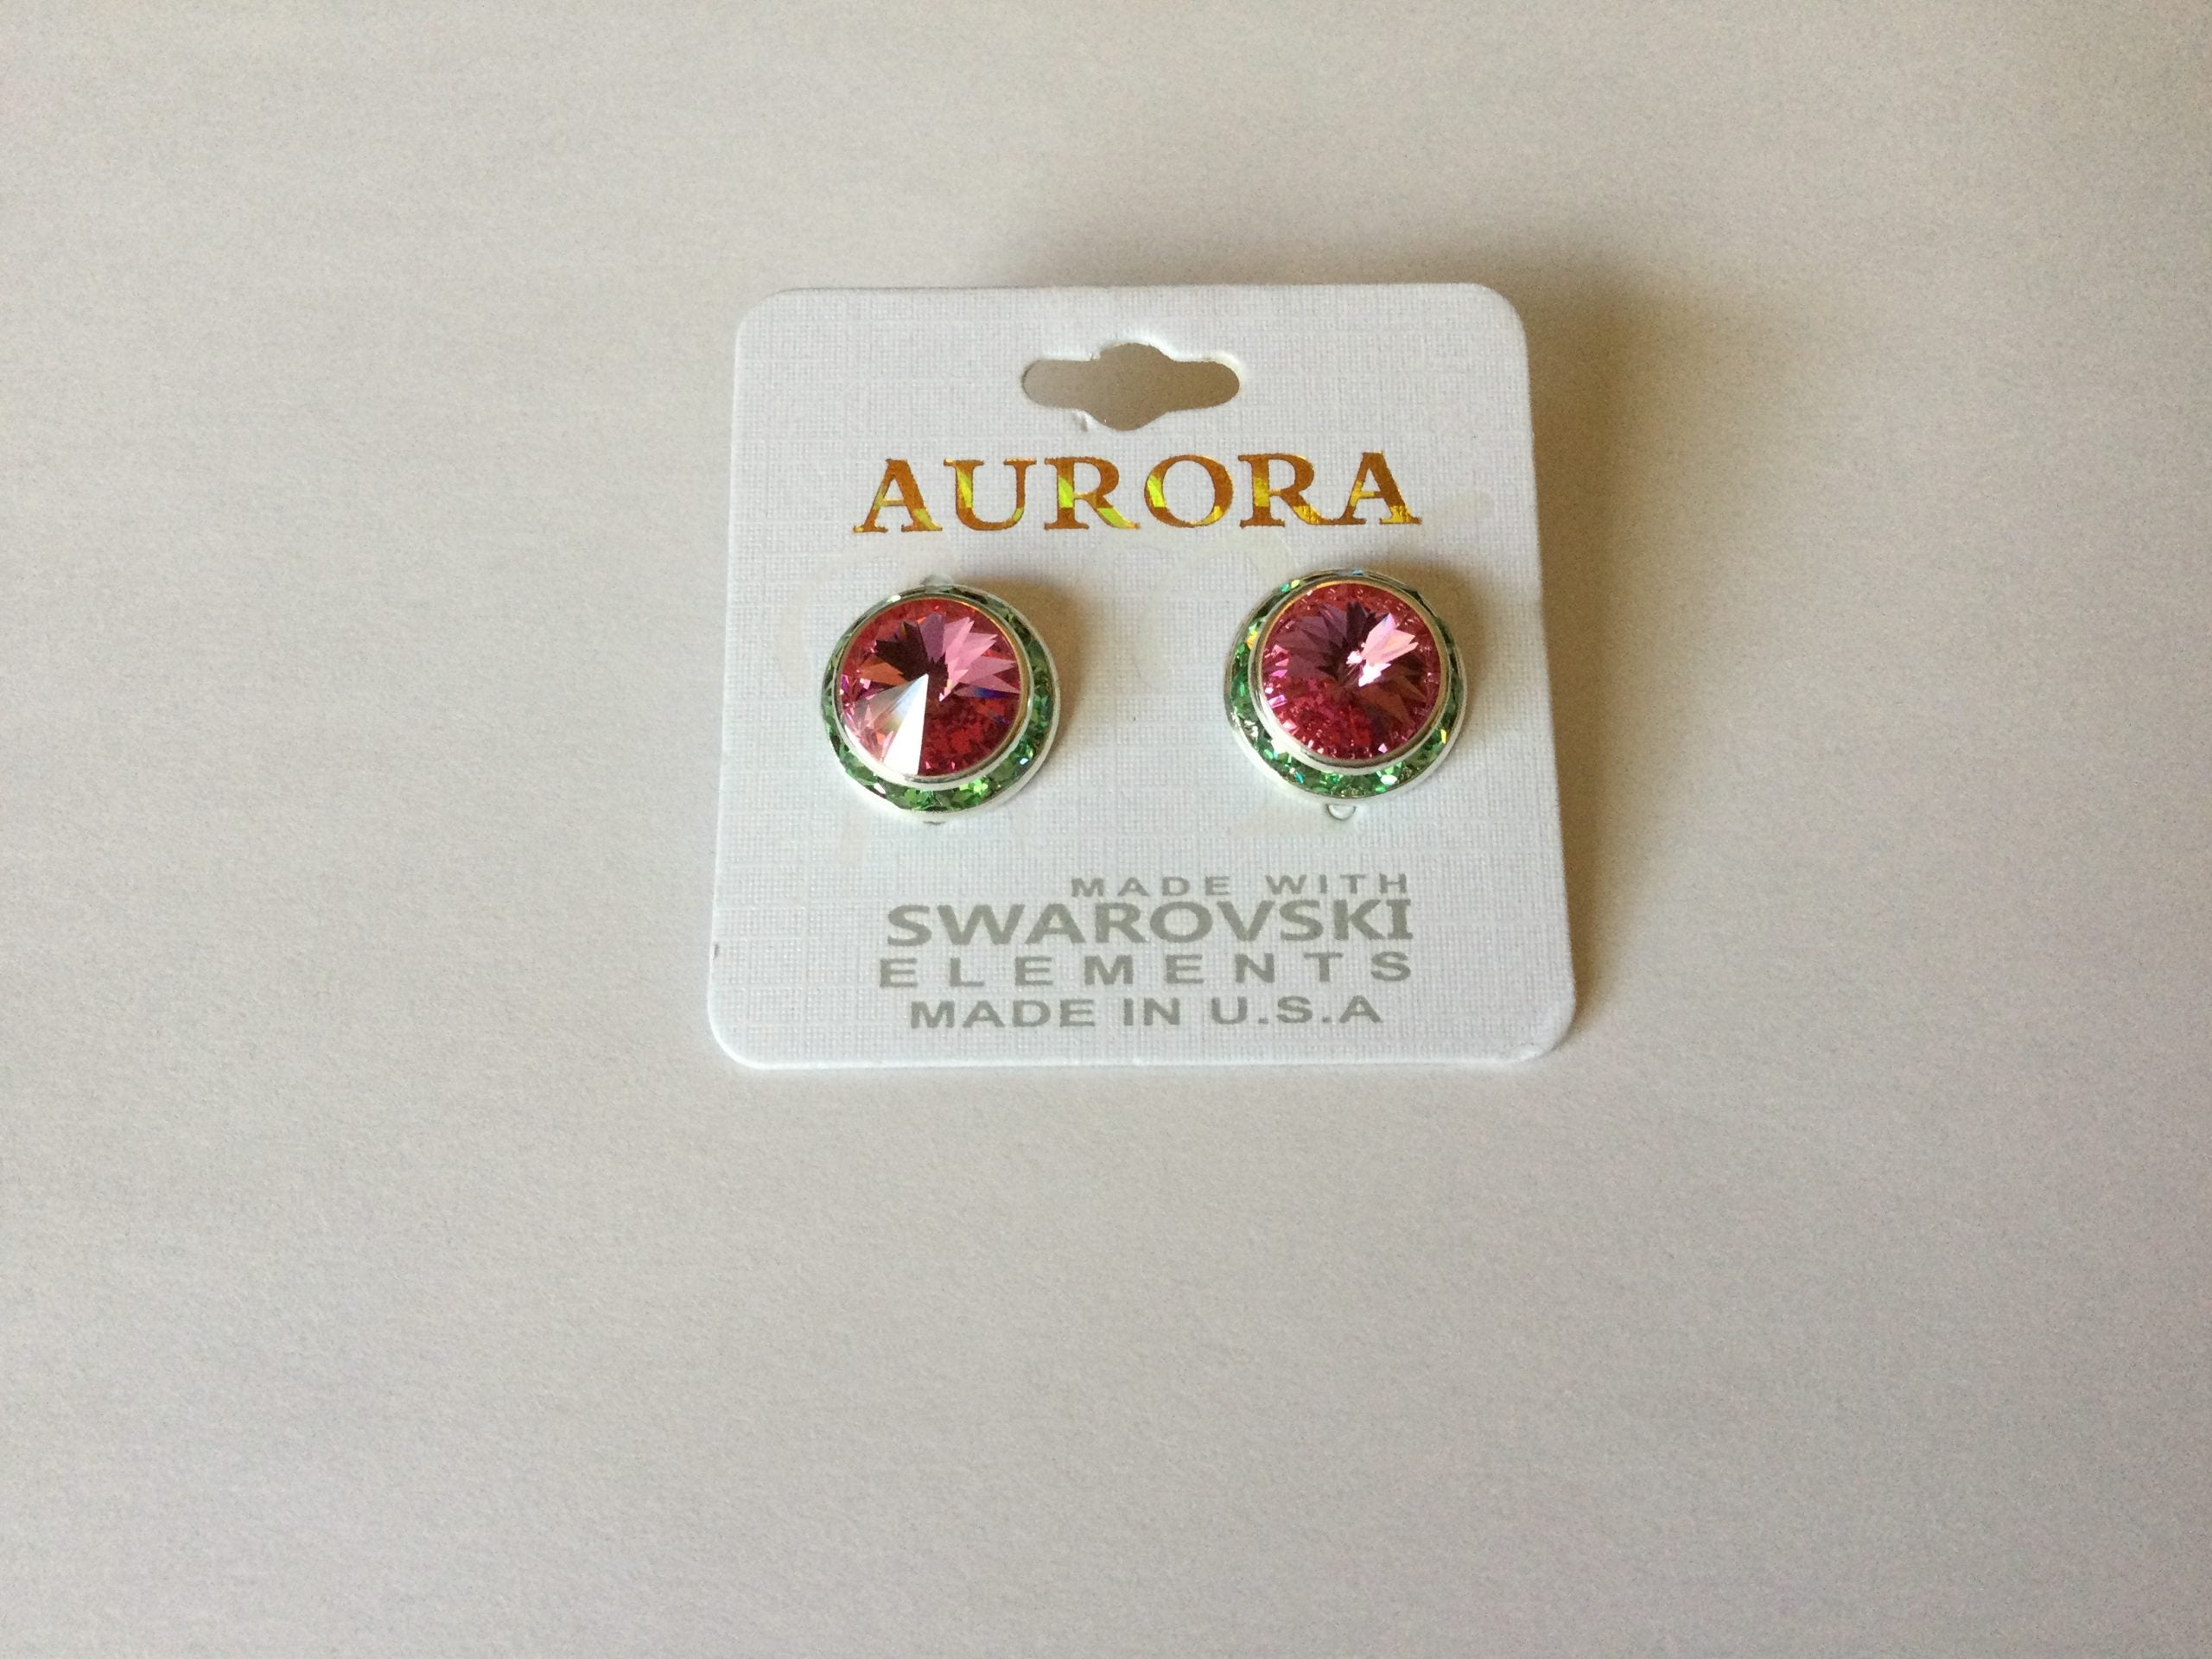 AURORA
MADE WITH
SWAROVSKI
ELEMENTS
MADE IN U.S.A